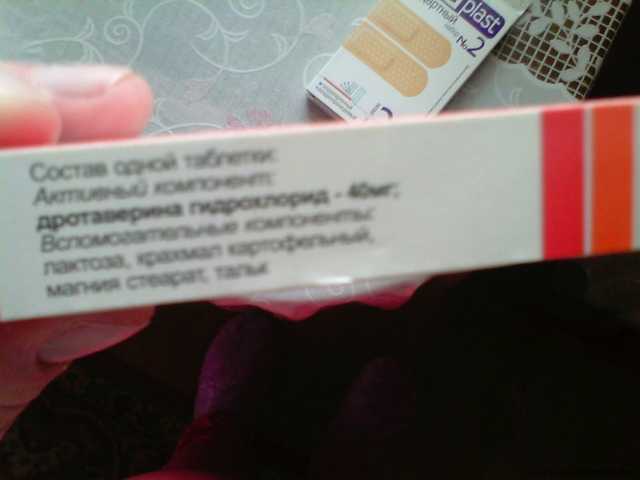 plast
№2
Состав одной таблетки:
Активный компонент:
дротаверина гидрохлорид - 40мг;
Вспомогательные компоненты:
лактоза, крахмал картофельный,
магния стеарат, тальк